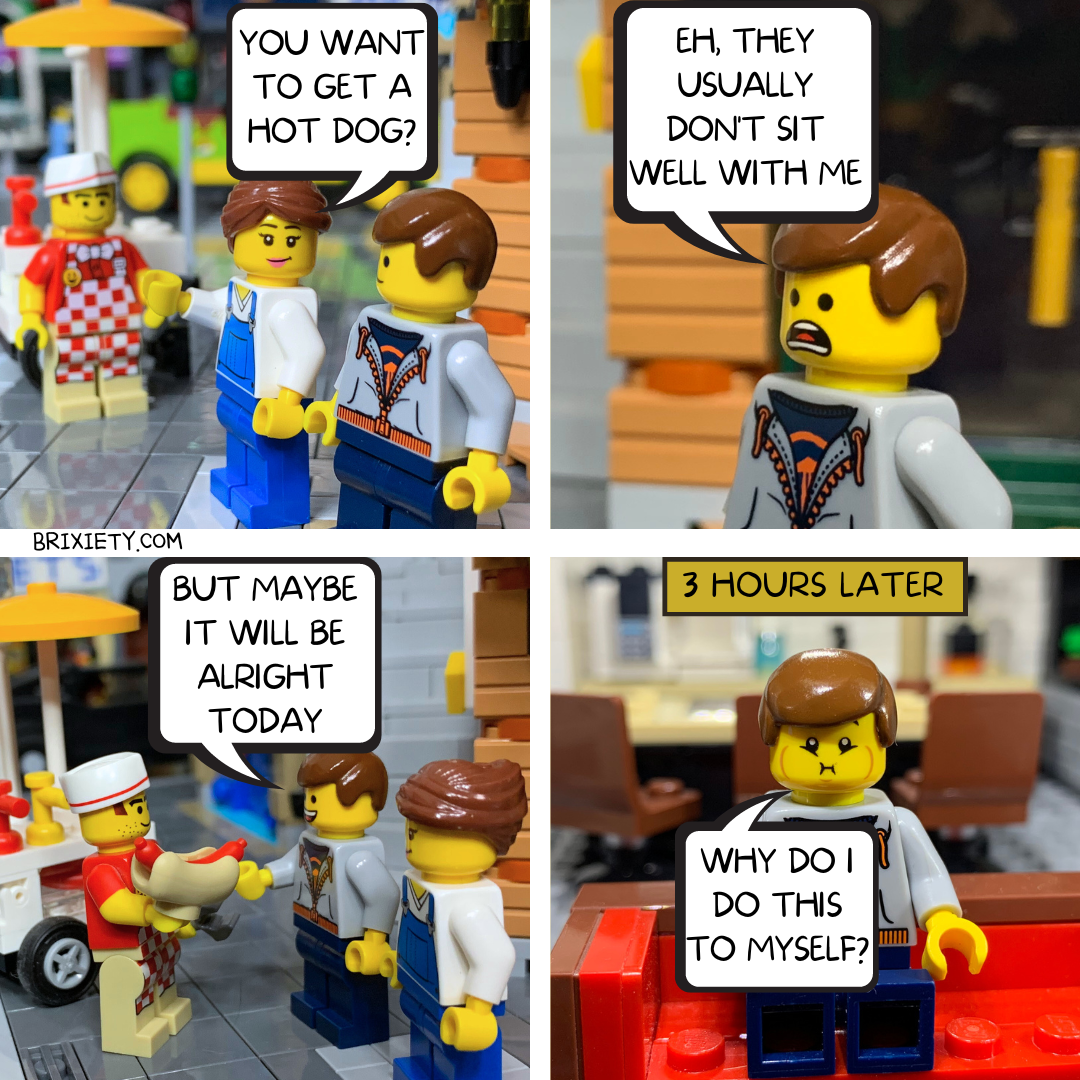 YOU WANT
TO GET A
HOT DOG?
EH, THEY
USUALLY
DON'T SIT
WELL WITH ME
BRIXIETY.COM
ETS
BUT MAYBE
IT WILL BE
ALRIGHT
TODAY
3 HOURS LATER
WHY DO I
DO THIS
TO MYSELF?